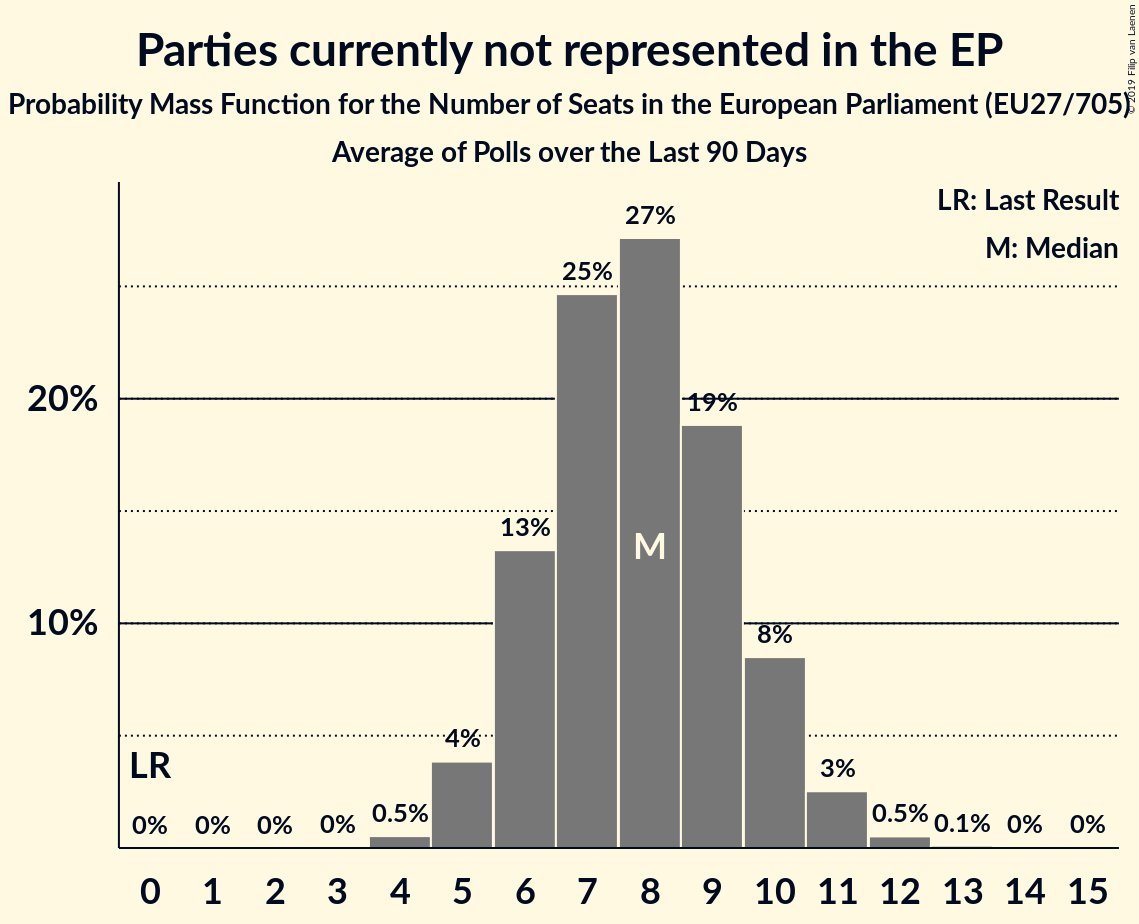 Parties currently not represented in the EP
Probability Mass Function for the Number of Seats in the European Parliament (EU27/705)
Average of Polls over the Last 90 Days
© 2019 Filip van Laenen
LR: Last Result
M: Median
27%
25%
20%
19%
13%
M
10%
8%
4%
LR
3%
0% 0% 0% 0% 0.5% 0.5% 0.1% 0% 0%
0 1 2 3 4 5 6 7 8 9 10 11 12 13 14 15